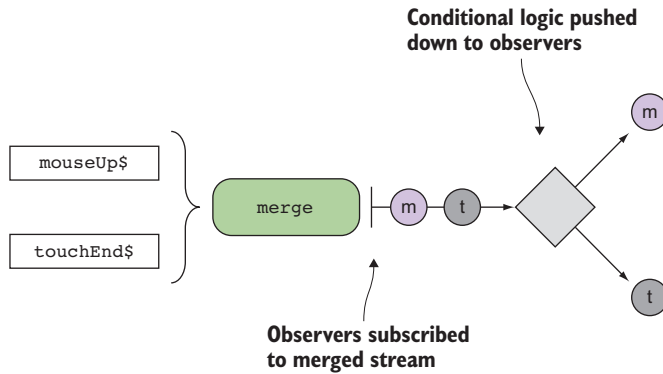 Conditional logic pushed
down to observers
m
mouseUp$
merge
m
t
touchEnd$
t
Observers subscribed
to merged stream